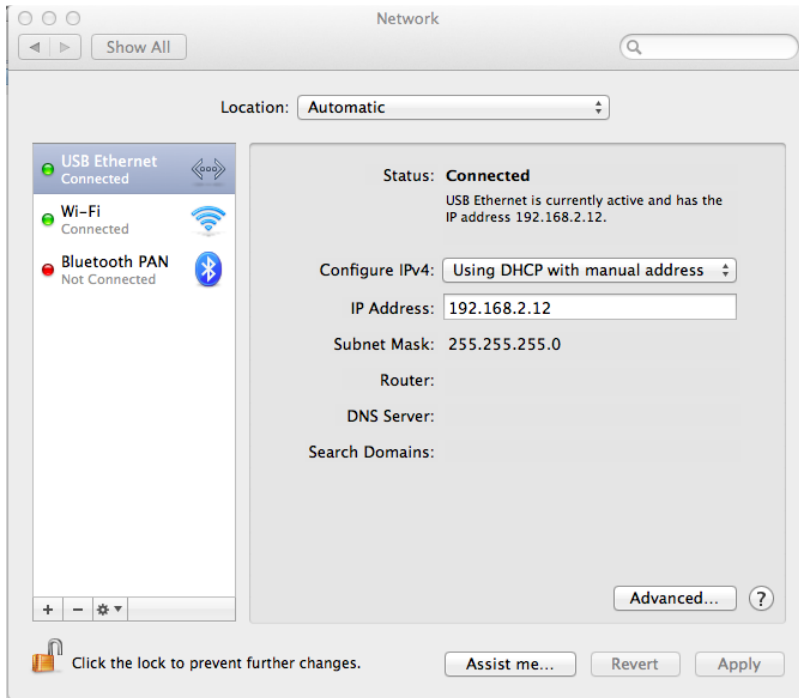 Network
Show All
Location: Automatic
USB Ethernet
Connected
Wi-Fi
Connected
Bluetooth PAN
Not Connected
Status: Connected
USB Ethernet is currently active and has the
IP address 192.168.2.12.
Configure IPv4: Using DHCP with manual address
IP Address: 192.168.2.12
Subnet Mask: 255.255.255.0
Router:
DNS Server:
Search Domains:
Advanced... ?
+ −
Click the lock to prevent further changes.
Assist me... Revert Apply